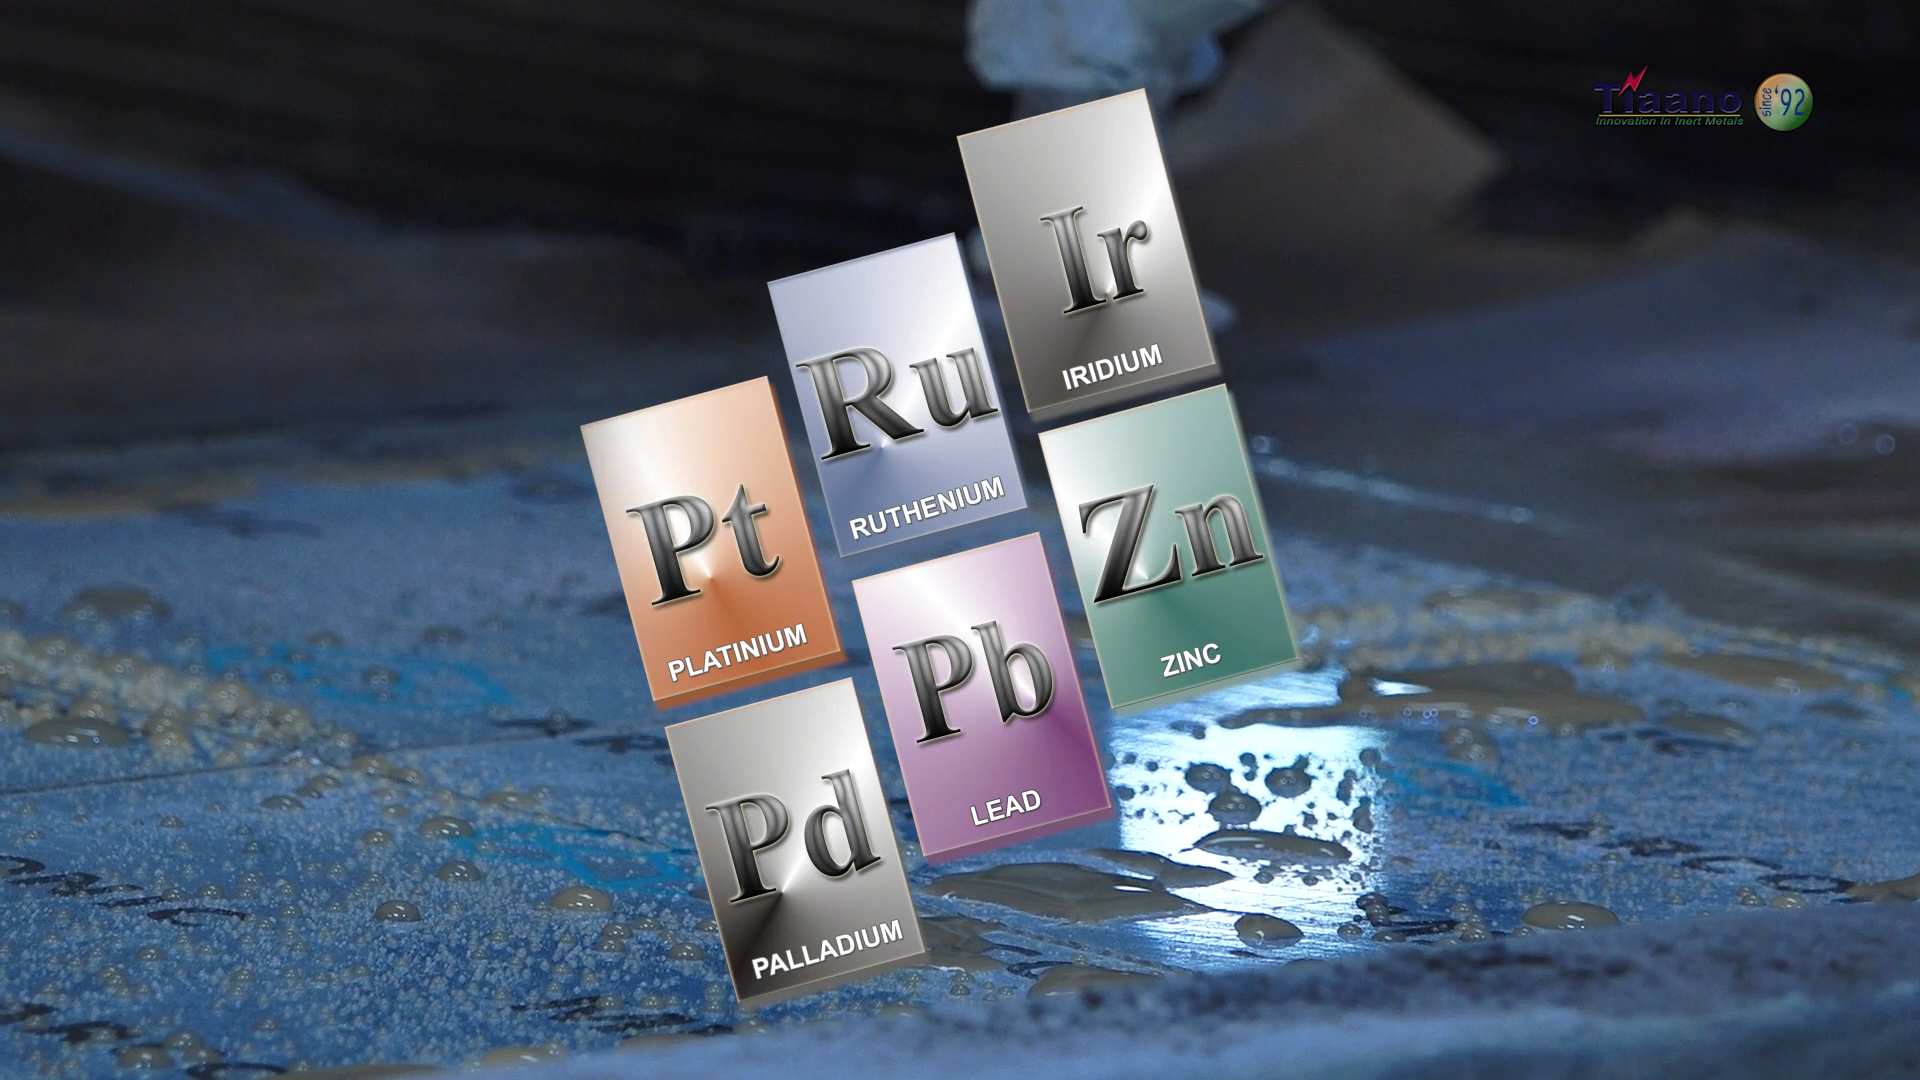 Tiaano
Innovation In Inert Metals
since '92
Ir
IRIDIUM
Ru
RUTHENIUM
Pt
PLATINIUM
Zn
ZINC
Pb
LEAD
Pd
PALLADIUM